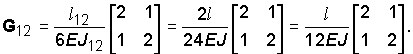 G₁₂ = l₁₂/6EJ₁₂ [2 1; 1 2] = 2l/24EJ [2 1; 1 2] = l/12EJ [2 1; 1 2].